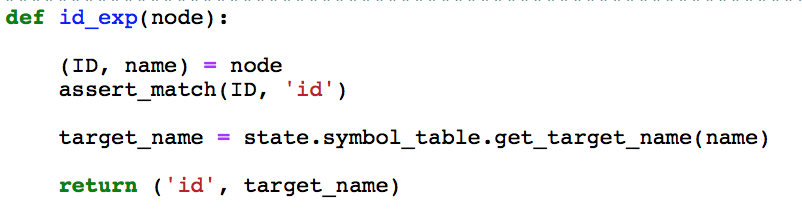 def id_exp(node):
(ID, name) = node
assert_match(ID, 'id')
target_name = state.symbol_table.get_target_name(name)
return ('id', target_name)